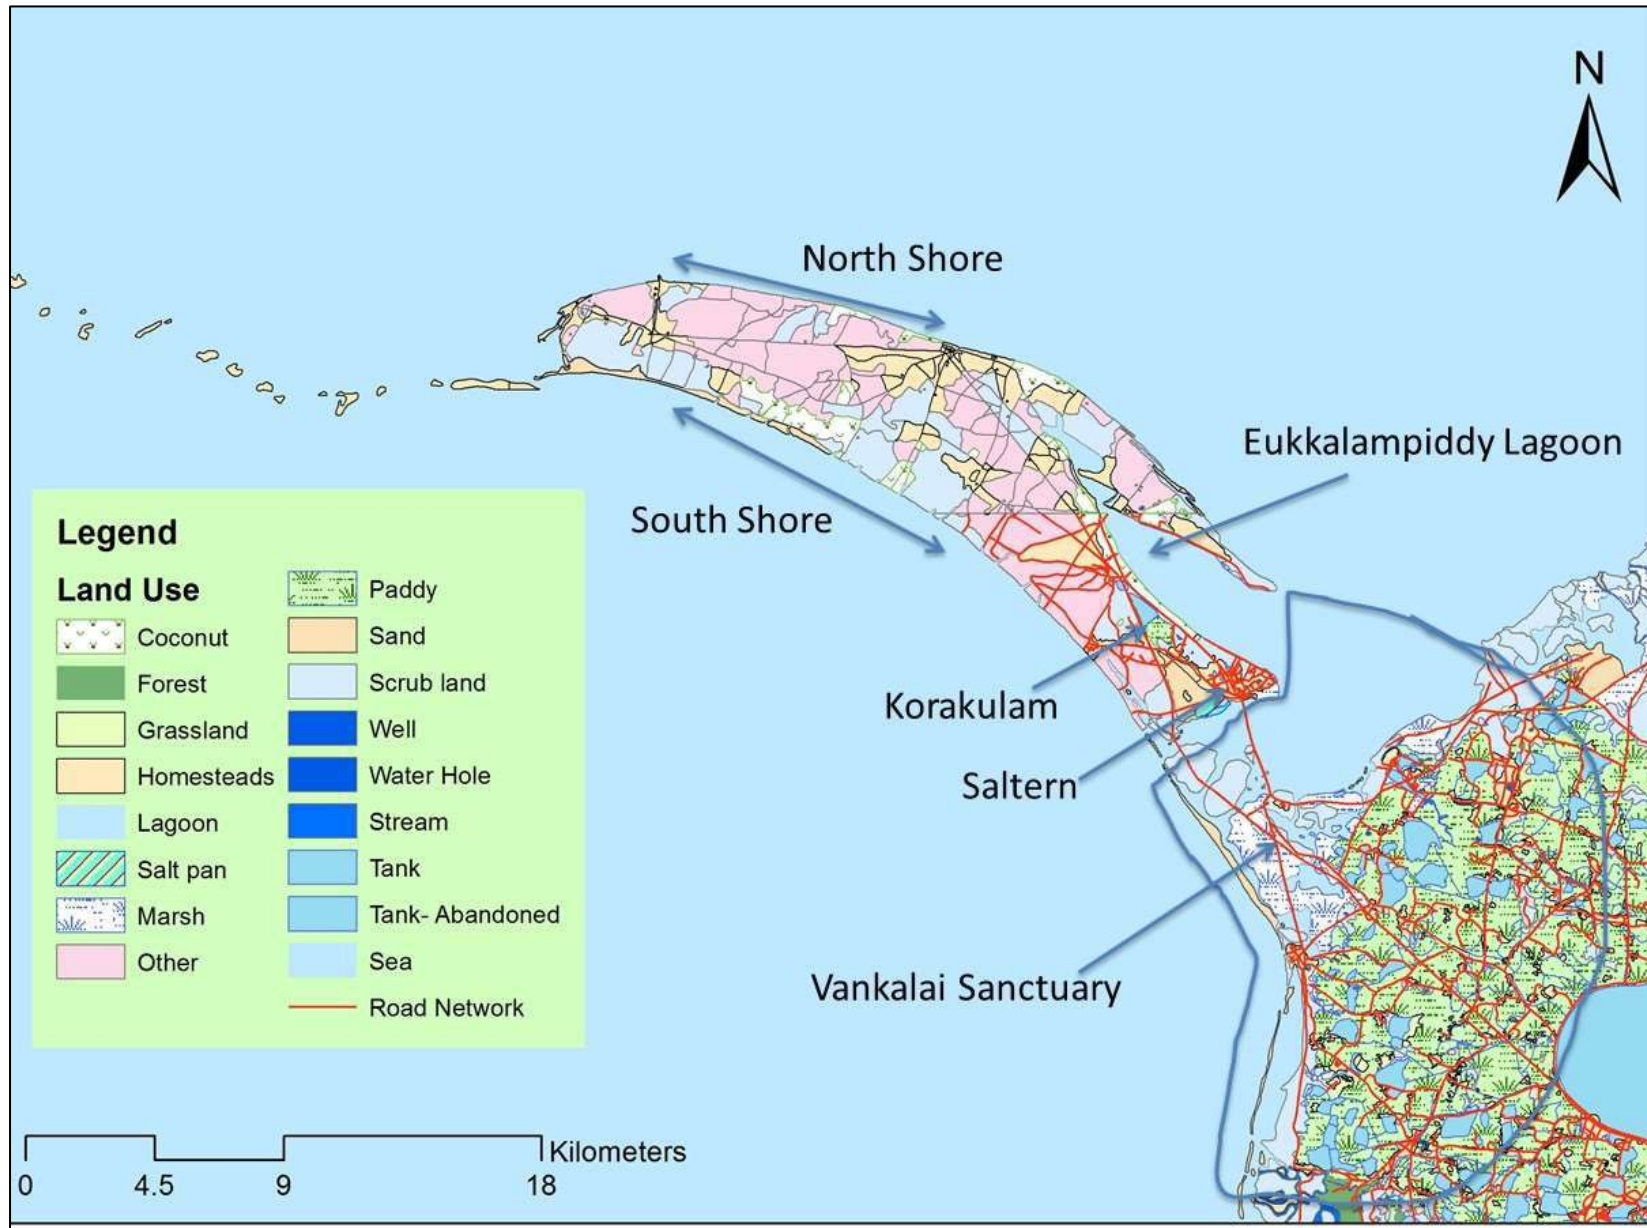 N
North Shore
Eukkalampiddy Lagoon
South Shore
Korakulam
Saltern
Vankalai Sanctuary
Legend
Land Use
Coconut
Forest
Grassland
Homesteads
Lagoon
Salt pan
Marsh
Other
Paddy
Sand
Scrub land
Well
Water Hole
Stream
Tank
Tank- Abandoned
Sea
Road Network
Kilometers
0 4.5 9 18